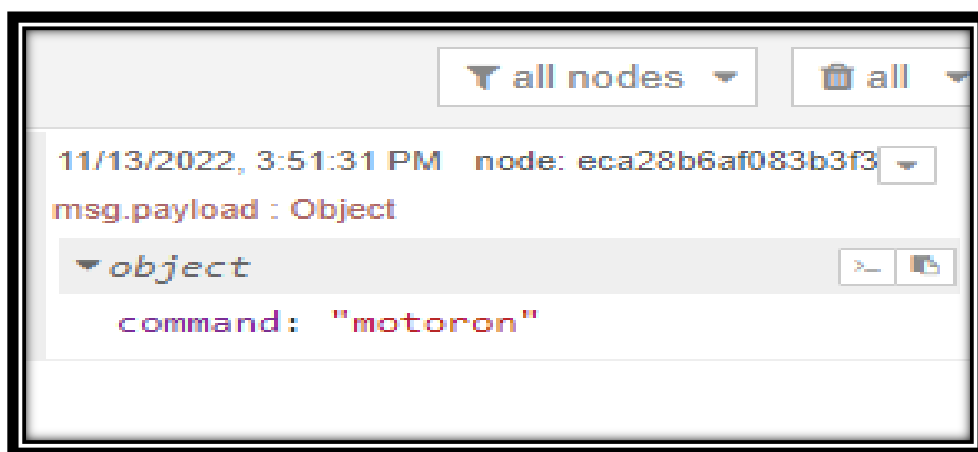 all nodes all
11/13/2022, 3:51:31 PM node: eca28b6af083b3f3
msg.payload : Object
object
command: "motoron"